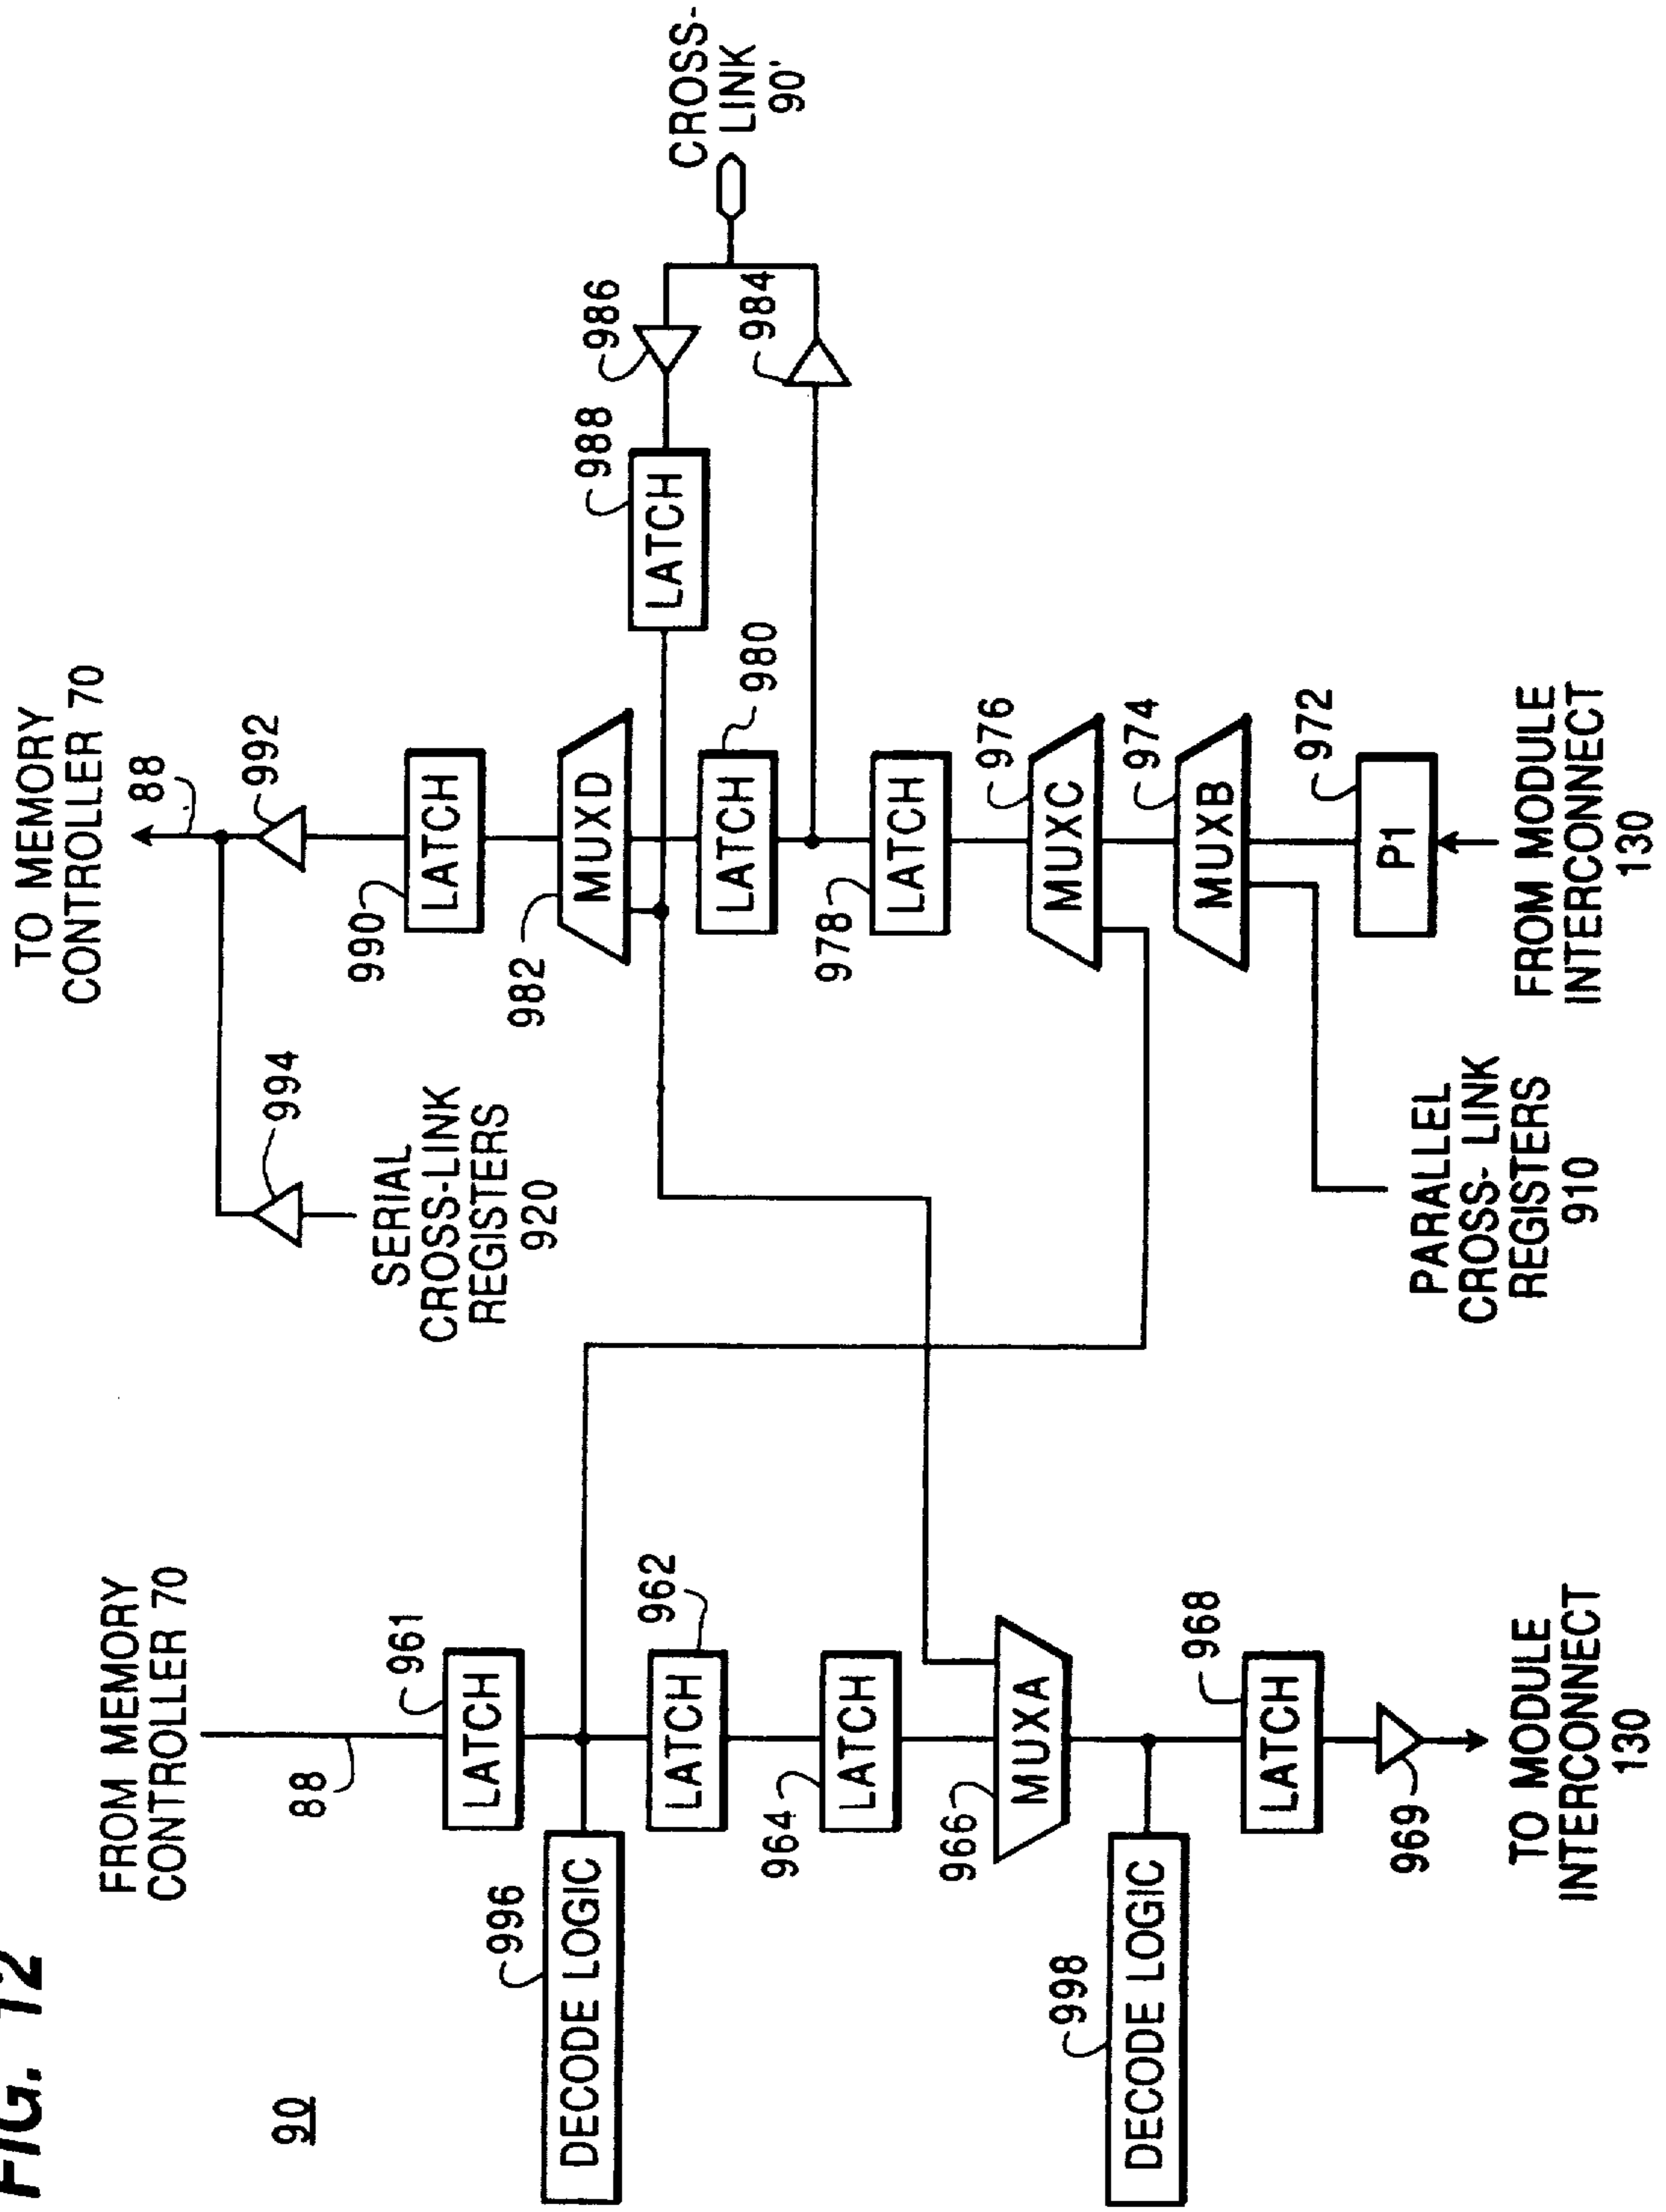 FIG. 12
90
FROM MEMORY
CONTROLLER 70
88
LATCH
961
DECODE LOGIC
996
LATCH
962
LATCH
964
MUXA
966
DECODE LOGIC
998
LATCH
968
969
TO MODULE
INTERCONNECT
130
TO MEMORY
CONTROLLER 70
88
992
994
SERIAL
CROSS-LINK
REGISTERS
920
LATCH
990
MUXD
982
LATCH
988
986
984
CROSS-
LINK
90'
LATCH
980
LATCH
978
MUXC
976
MUXB
974
P1
972
PARALLEL
CROSS- LINK
REGISTERS
910
FROM MODULE
INTERCONNECT
130